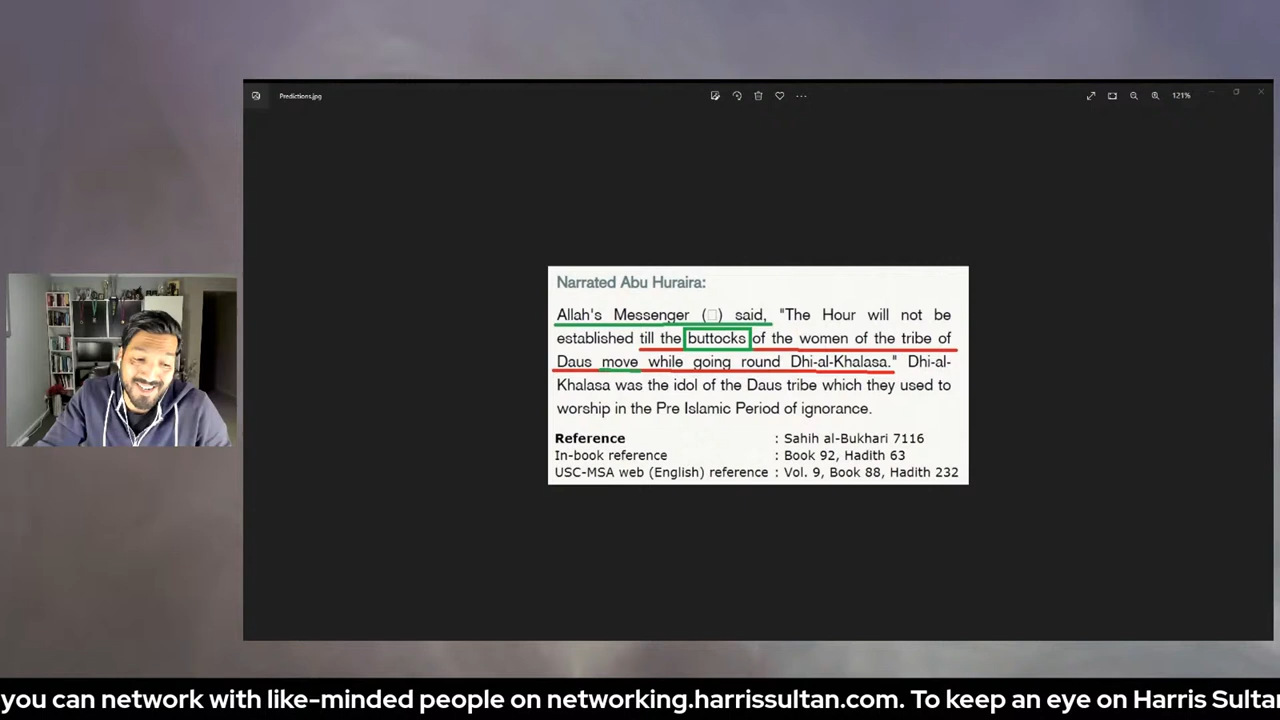 Predictions.jpg
121%
Narrated Abu Huraira:
Allah's Messenger (▯) said, "The Hour will not be
established till the buttocks of the women of the tribe of
Daus move while going round Dhi-al-Khalasa." Dhi-al-
Khalasa was the idol of the Daus tribe which they used to
worship in the Pre Islamic Period of ignorance.
Reference : Sahih al-Bukhari 7116
In-book reference : Book 92, Hadith 63
USC-MSA web (English) reference : Vol. 9, Book 88, Hadith 232
you can network with like-minded people on networking.harrissultan.com. To keep an eye on Harris Sulta